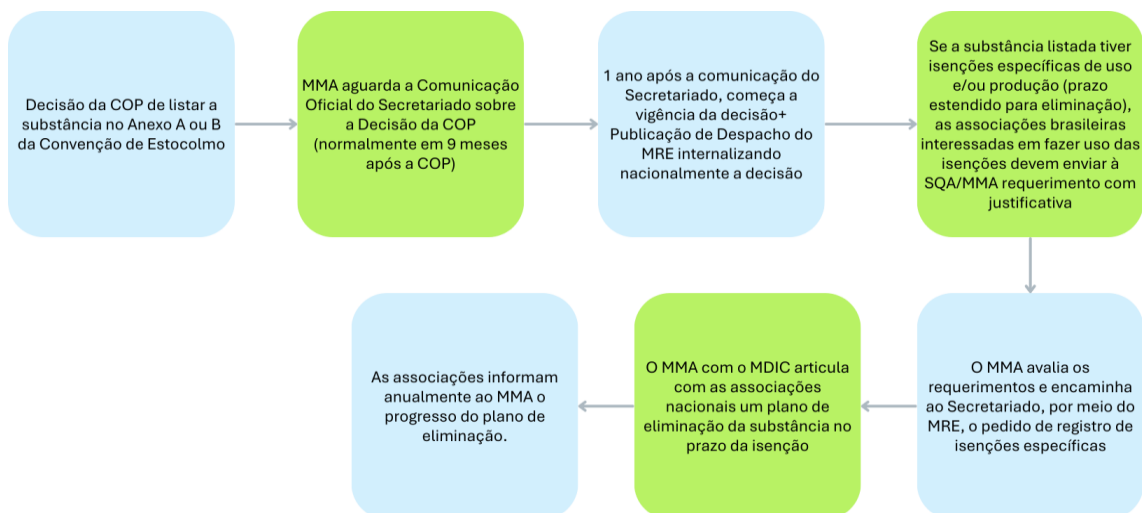 Decisão da COP de listar a
substância no Anexo A ou B
da Convenção de Estocolmo
MMA aguarda a Comunicação
Oficial do Secretariado sobre
a Decisão da COP
(normalmente em 9 meses
após a COP)
1 ano após a comunicação do
Secretariado, começa a
vigência da decisão+
Publicação de Despacho do
MRE internalizando
nacionalmente a decisão
Se a substância listada tiver
isenções específicas de uso
e/ou produção (prazo
estendido para eliminação),
as associações brasileiras
interessadas em fazer uso das
isenções devem enviar à
SQA/MMA requerimento com
justificativa
O MMA avalia os
requerimentos e encaminha
ao Secretariado, por meio do
MRE, o pedido de registro de
isenções específicas
O MMA com o MDIC articula
com as associações
nacionais um plano de
eliminação da substância no
prazo da isenção
As associações informam
anualmente ao MMA o
progresso do plano de
eliminação.